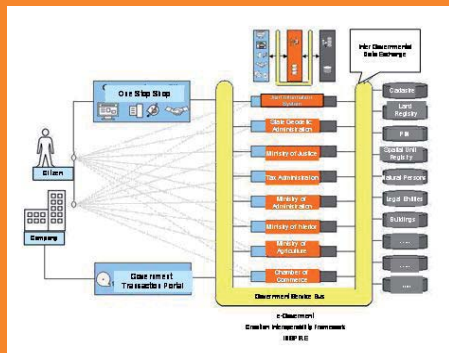 One Stop Shop
Inter Governmental
Data Exchange
System
State Geodetic
Administration
Ministry of Justice
Tax Administration
Ministry of
Administration
Ministry of Interior
Ministry of
Agriculture
Chamber of
Commerce
Citizen
Company
Government
Transaction Portal
Cadastre
Land
Registry
PIN
Spatial Unit
Registry
Natural Persons
Legal Entities
Buildings
.....
.....
.....
Government Service Bus
e-Government
Croatian Interoperability Framework
INSPIRE